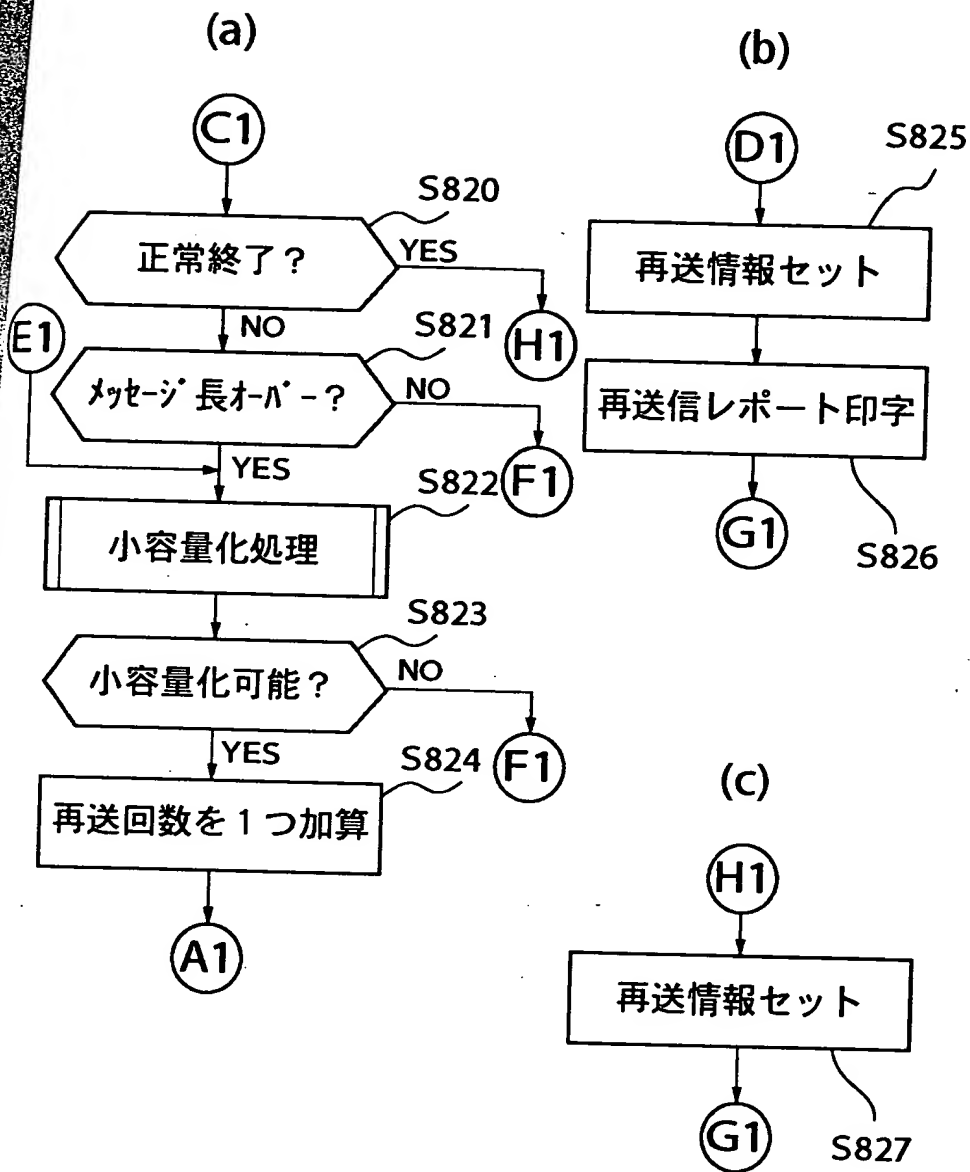 (a)
C1
S820
正常終了？
YES
H1
NO
E1
S821
ﾒｯｾｰｼﾞ長ｵｰﾊﾞｰ？
NO
F1
YES
S822
小容量化処理
S823
小容量化可能？
NO
F1
YES
S824
再送回数を１つ加算
A1
(b)
D1
S825
再送情報セット
再送信レポート印字
S826
G1
(c)
H1
再送情報セット
S827
G1